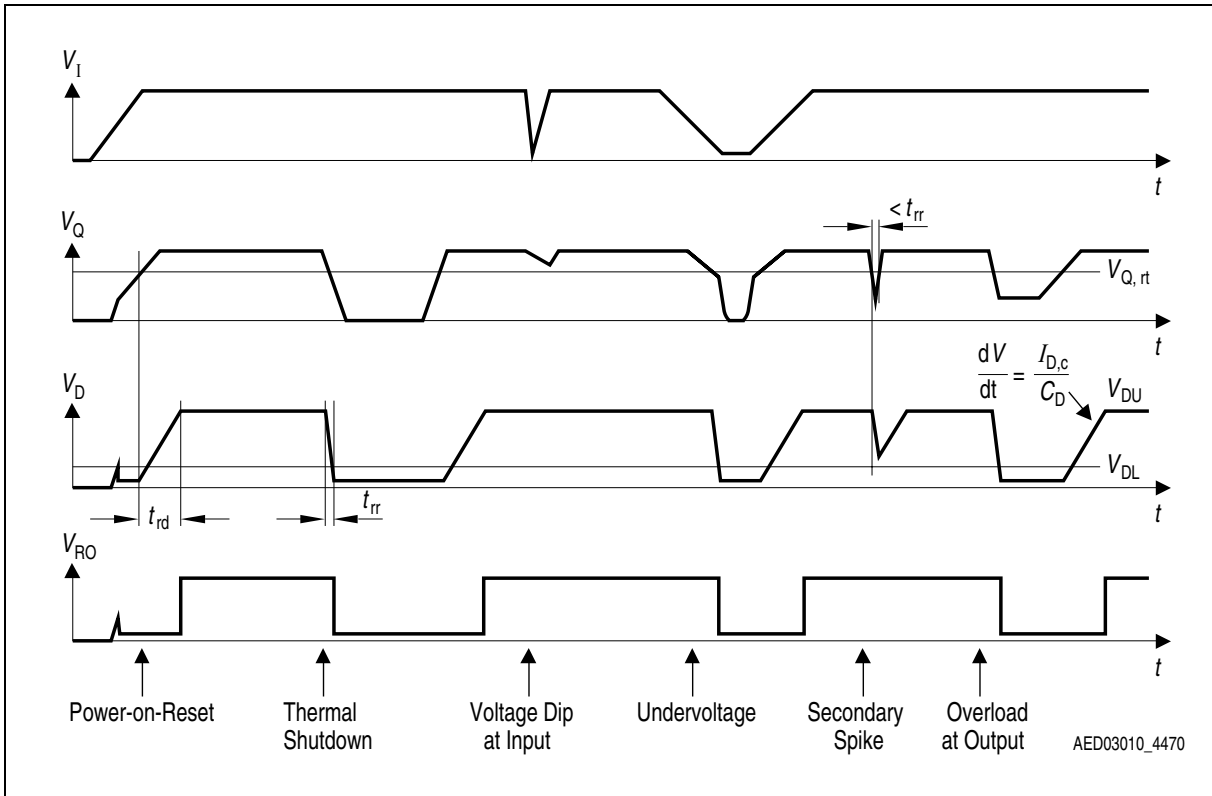 V_I
t
V_Q
< t_rr
V_Q, rt
t
dV/dt = I_D,c/C_D
V_D
V_DU
V_DL
t_rd
t_rr
t
V_RO
t
Power-on-Reset
Thermal
Shutdown
Voltage Dip
at Input
Undervoltage
Secondary
Spike
Overload
at Output
AED03010_4470